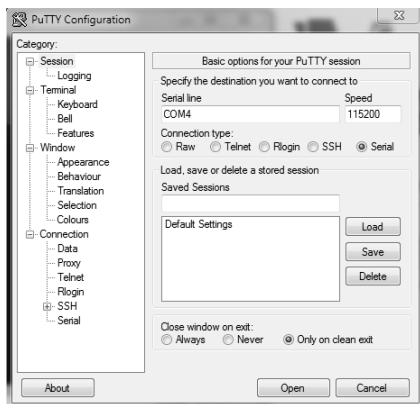 PuTTY Configuration
Category:
Session
Logging
Terminal
Keyboard
Bell
Features
Window
Appearance
Behaviour
Translation
Selection
Colours
Connection
Data
Proxy
Telnet
Rlogin
SSH
Serial
Basic options for your PuTTY session
Specify the destination you want to connect to
Serial line Speed
COM4 115200
Connection type:
Raw Telnet Rlogin SSH Serial
Load, save or delete a stored session
Saved Sessions
Default Settings
Load
Save
Delete
Close window on exit:
Always Never Only on clean exit
About Open Cancel